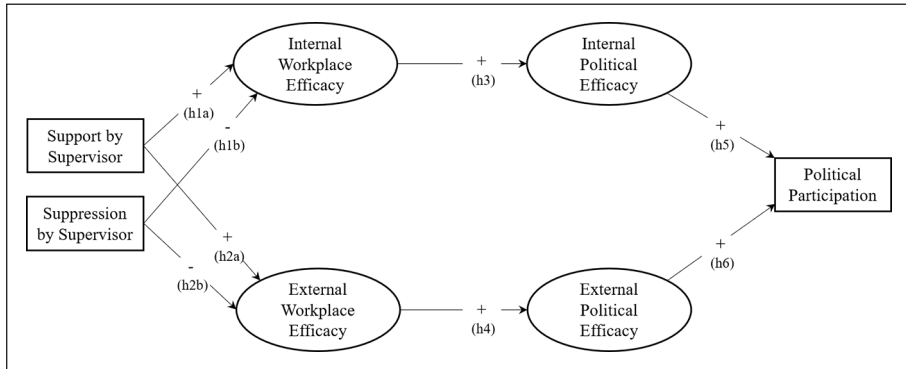 Internal
Workplace
Efficacy
+
(h3)
Internal
Political
Efficacy
+
(h1a)
-
(h1b)
Support by
Supervisor
+
(h5)
Political
Participation
Suppression
by Supervisor
+
(h2a)
-
(h2b)
+
(h6)
External
Workplace
Efficacy
+
(h4)
External
Political
Efficacy